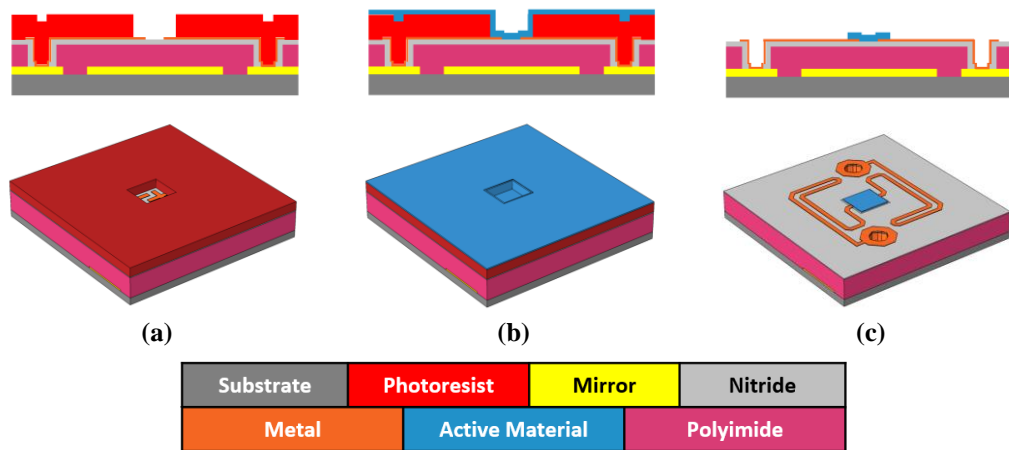 (a) (b) (c)
Substrate Photoresist Mirror Nitride
Metal Active Material Polyimide